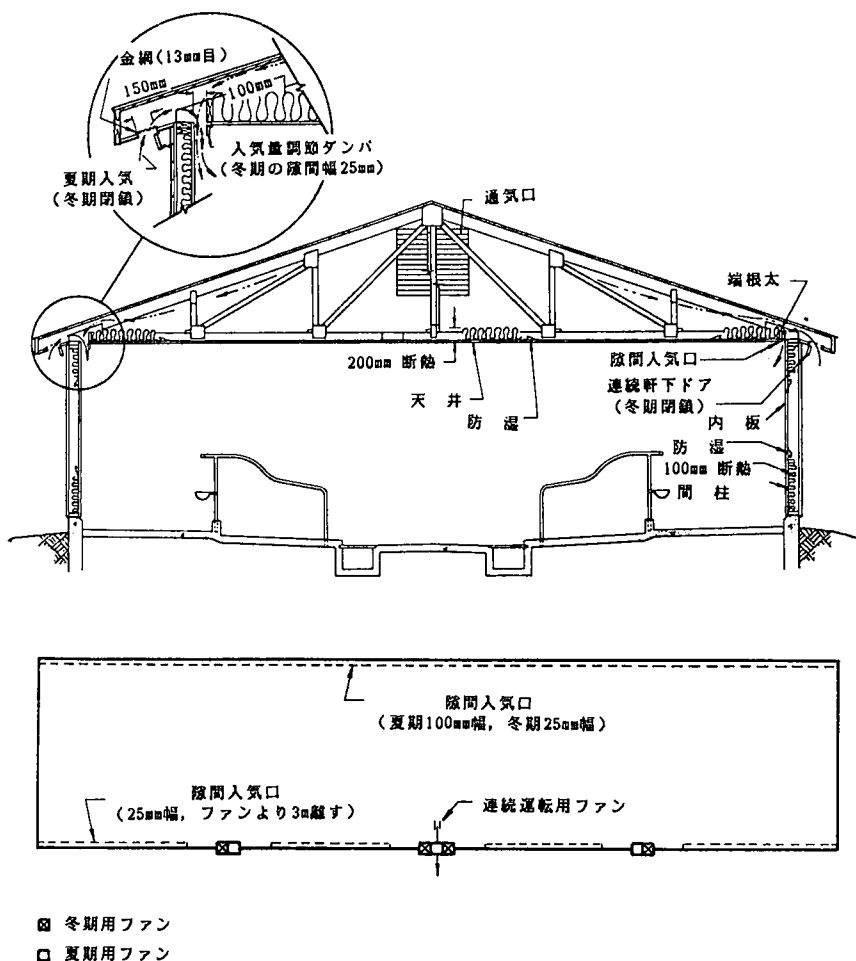 金網(13mm目)
150mm
100mm
夏期入気
(冬期閉鎖)
入気量調節ダンパ
(冬期の隙間幅25mm)
通気口
端根太
200mm 断熱
天井
防湿
隙間入気口
連続軒下ドア
(冬期閉鎖)
内板
防湿
100mm 断熱
間柱
隙間入気口
(夏期100mm幅, 冬期25mm幅)
隙間入気口
(25mm幅, ファンより3m離す)
連続運転用ファン
冬期用ファン
夏期用ファン